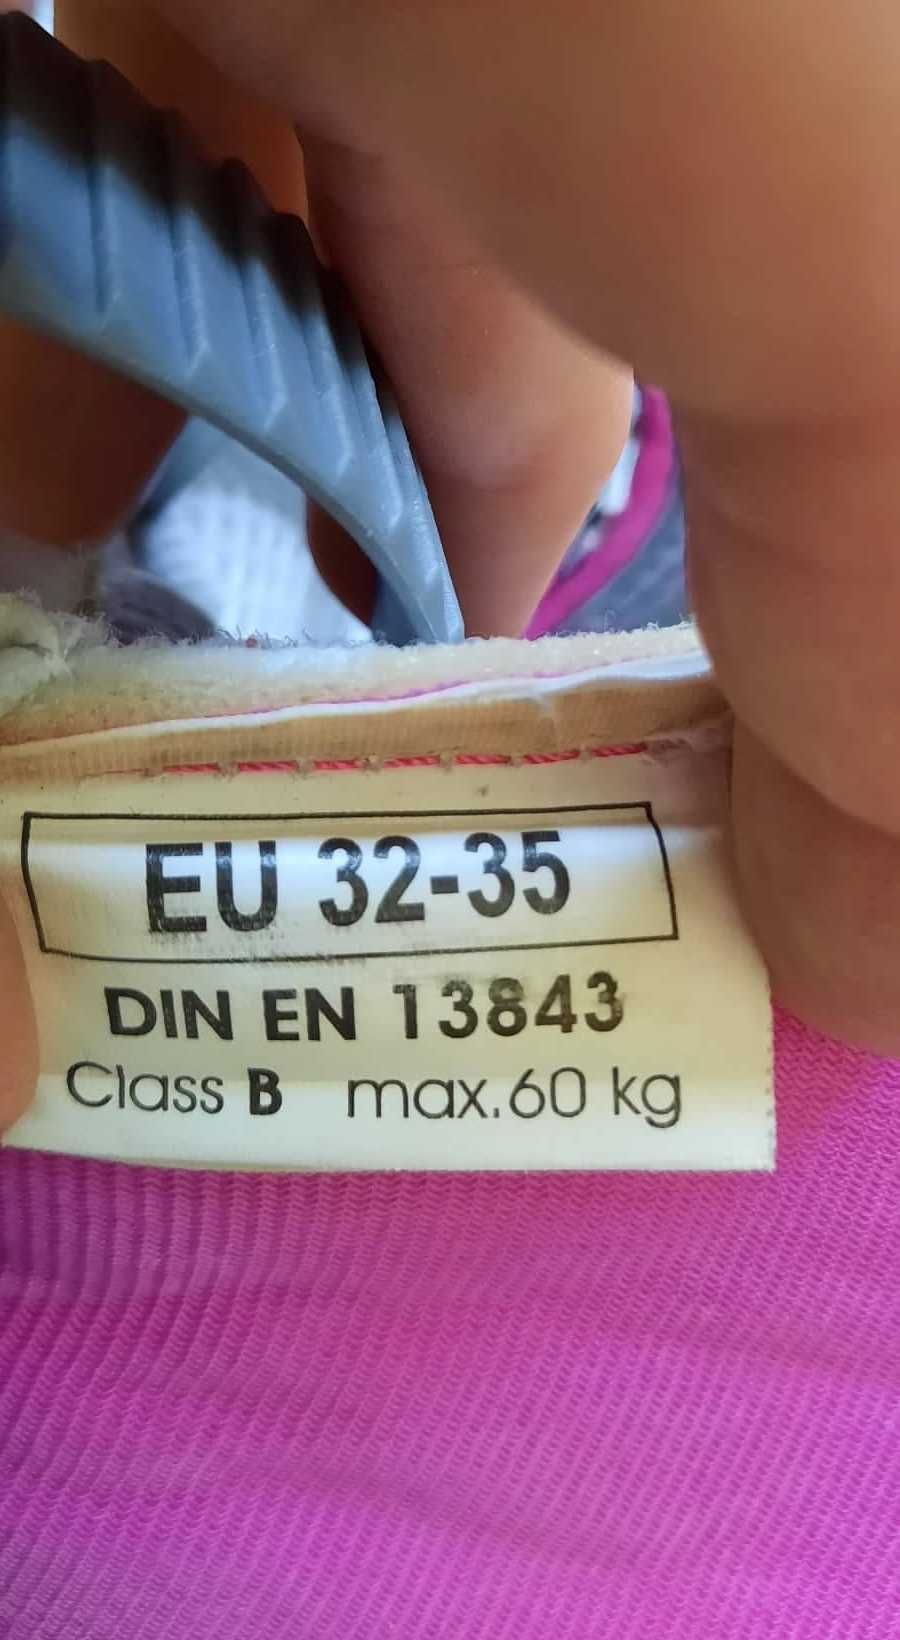 EU 32-35
DIN EN 13843
Class B max.60 kg